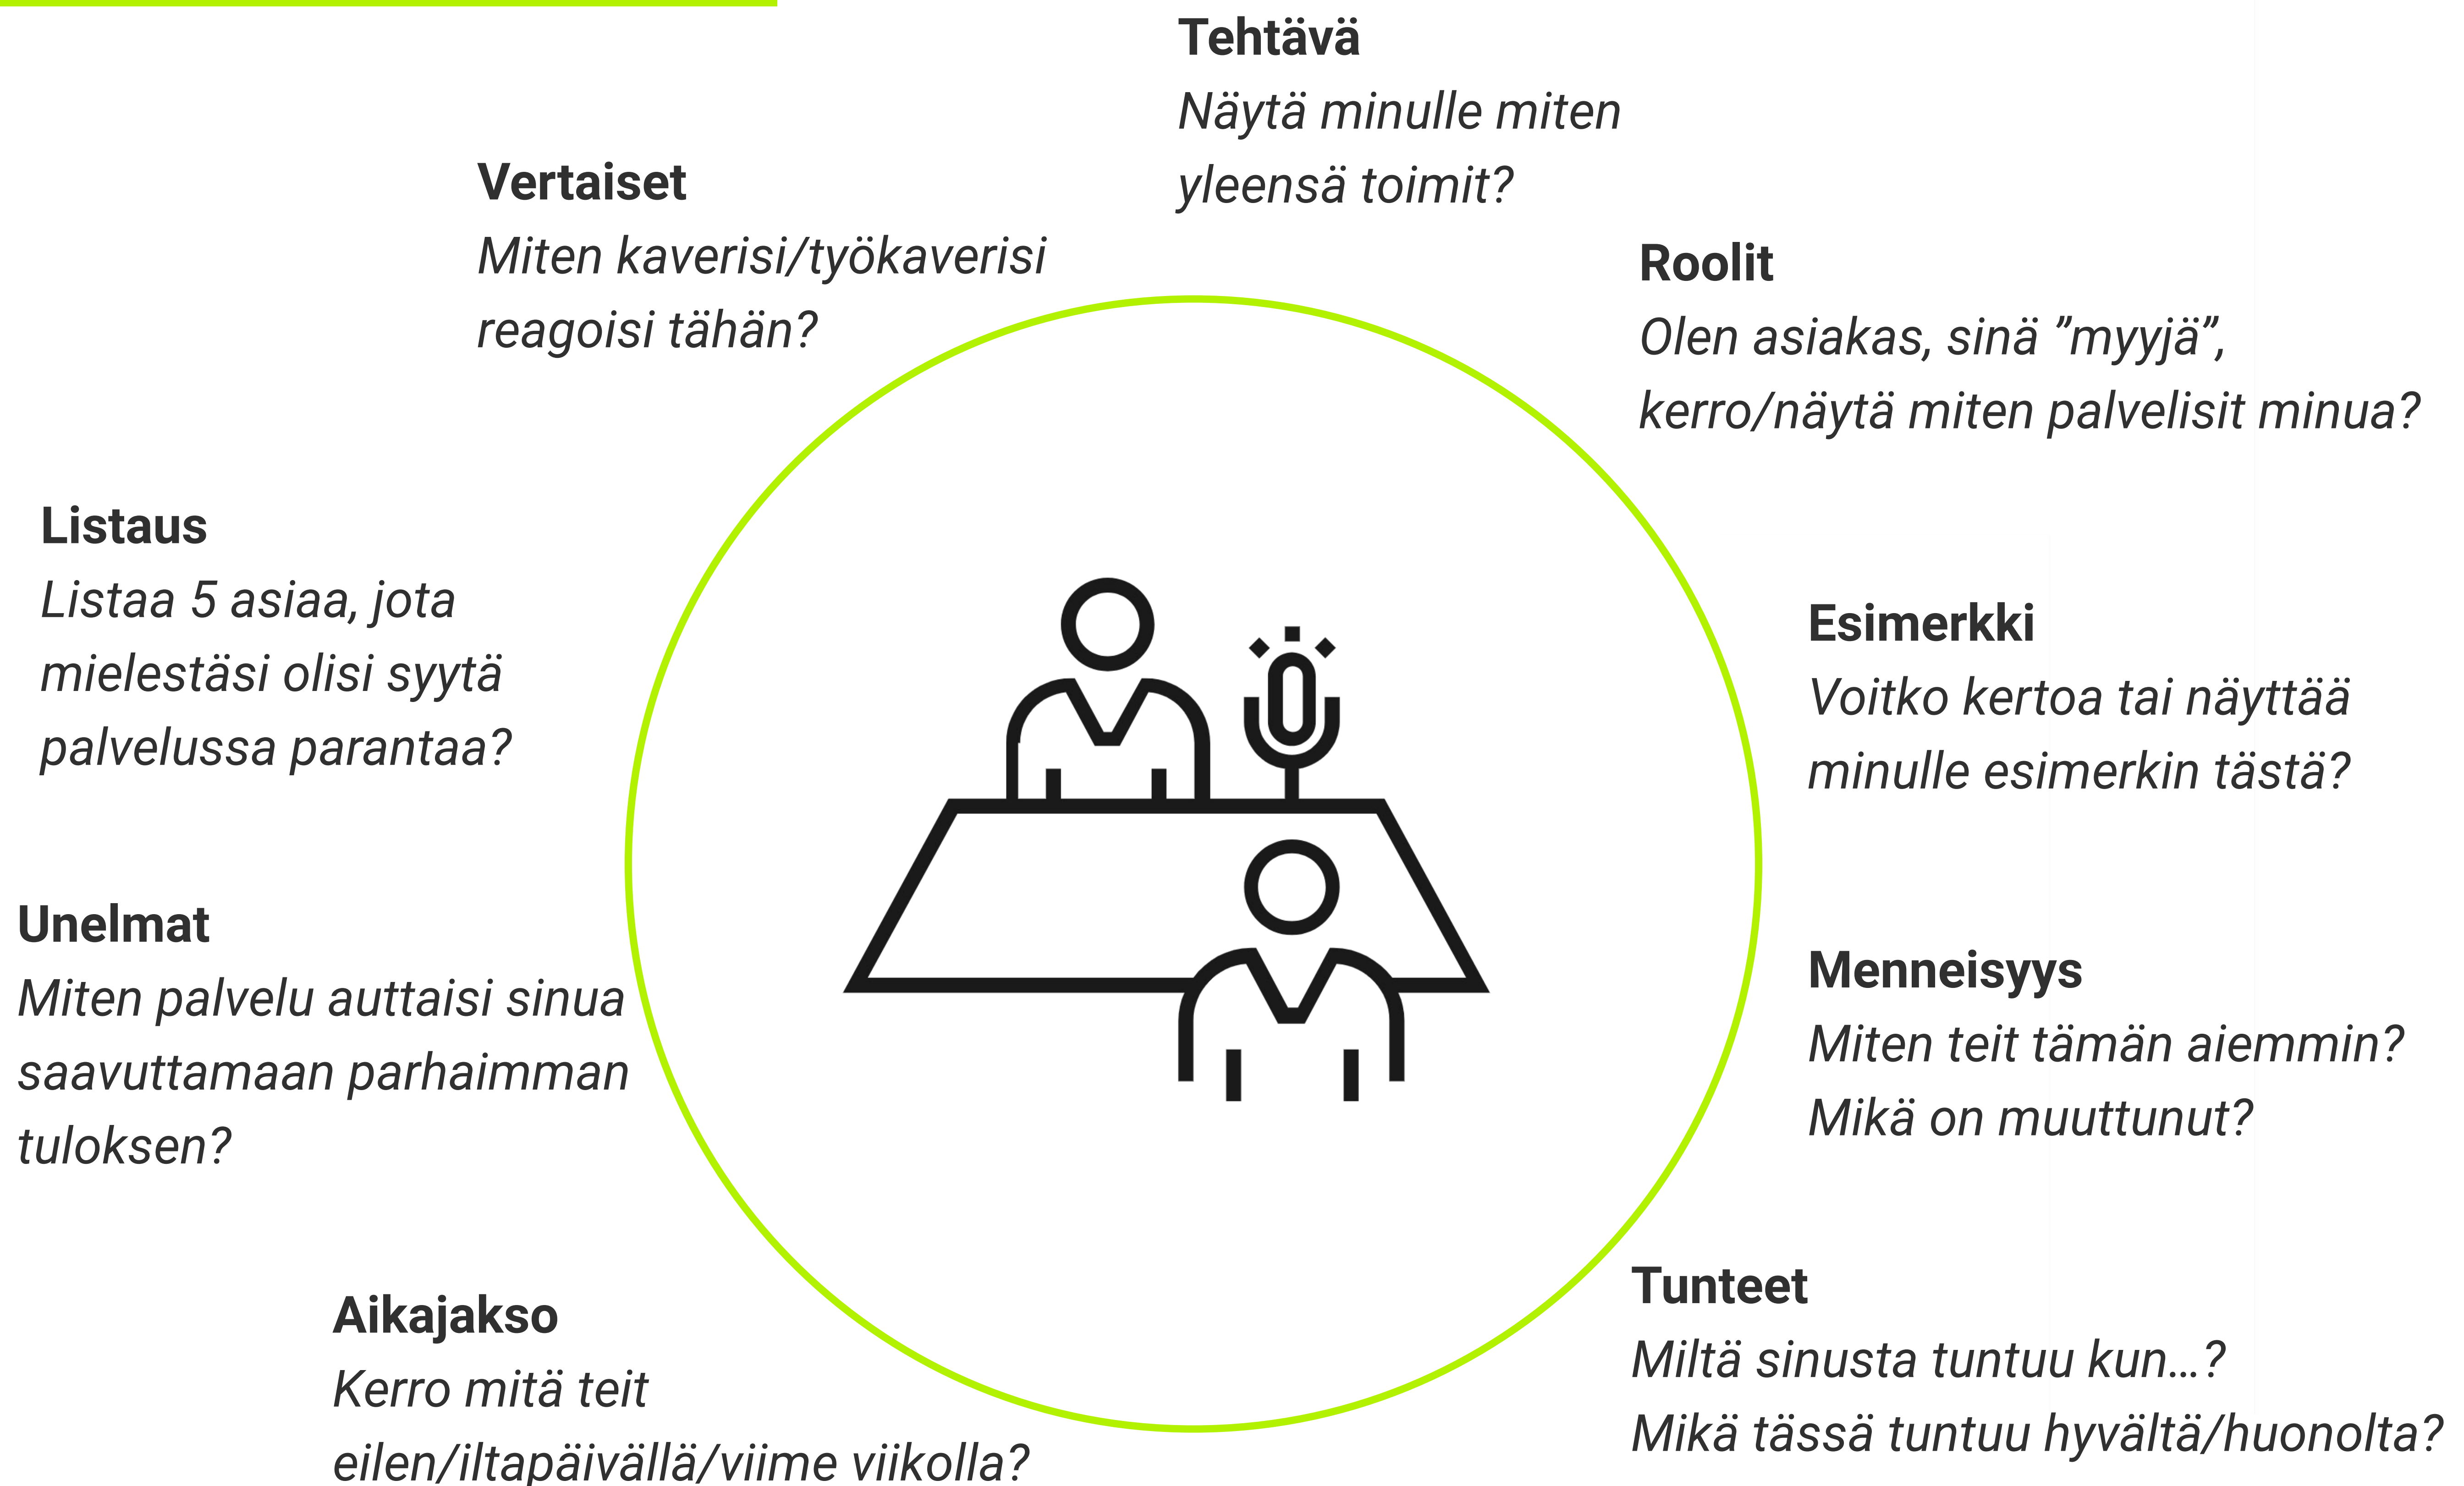 Tehtävä
Näytä minulle miten
yleensä toimit?
Roolit
Olen asiakas, sinä ”myyjä”,
kerro/näytä miten palvelisit minua?
Esimerkki
Voitko kertoa tai näyttää
minulle esimerkin tästä?
Menneisyys
Miten teit tämän aiemmin?
Mikä on muuttunut?
Tunteet
Miltä sinusta tuntuu kun…?
Mikä tässä tuntuu hyvältä/huonolta?
Aikajakso
Kerro mitä teit
eilen/iltapäivällä/viime viikolla?
Unelmat
Miten palvelu auttaisi sinua
saavuttamaan parhaimman
tuloksen?
Listaus
Listaa 5 asiaa, jota
mielestäsi olisi syytä
palvelussa parantaa?
Vertaiset
Miten kaverisi/työkaverisi
reagoisi tähän?